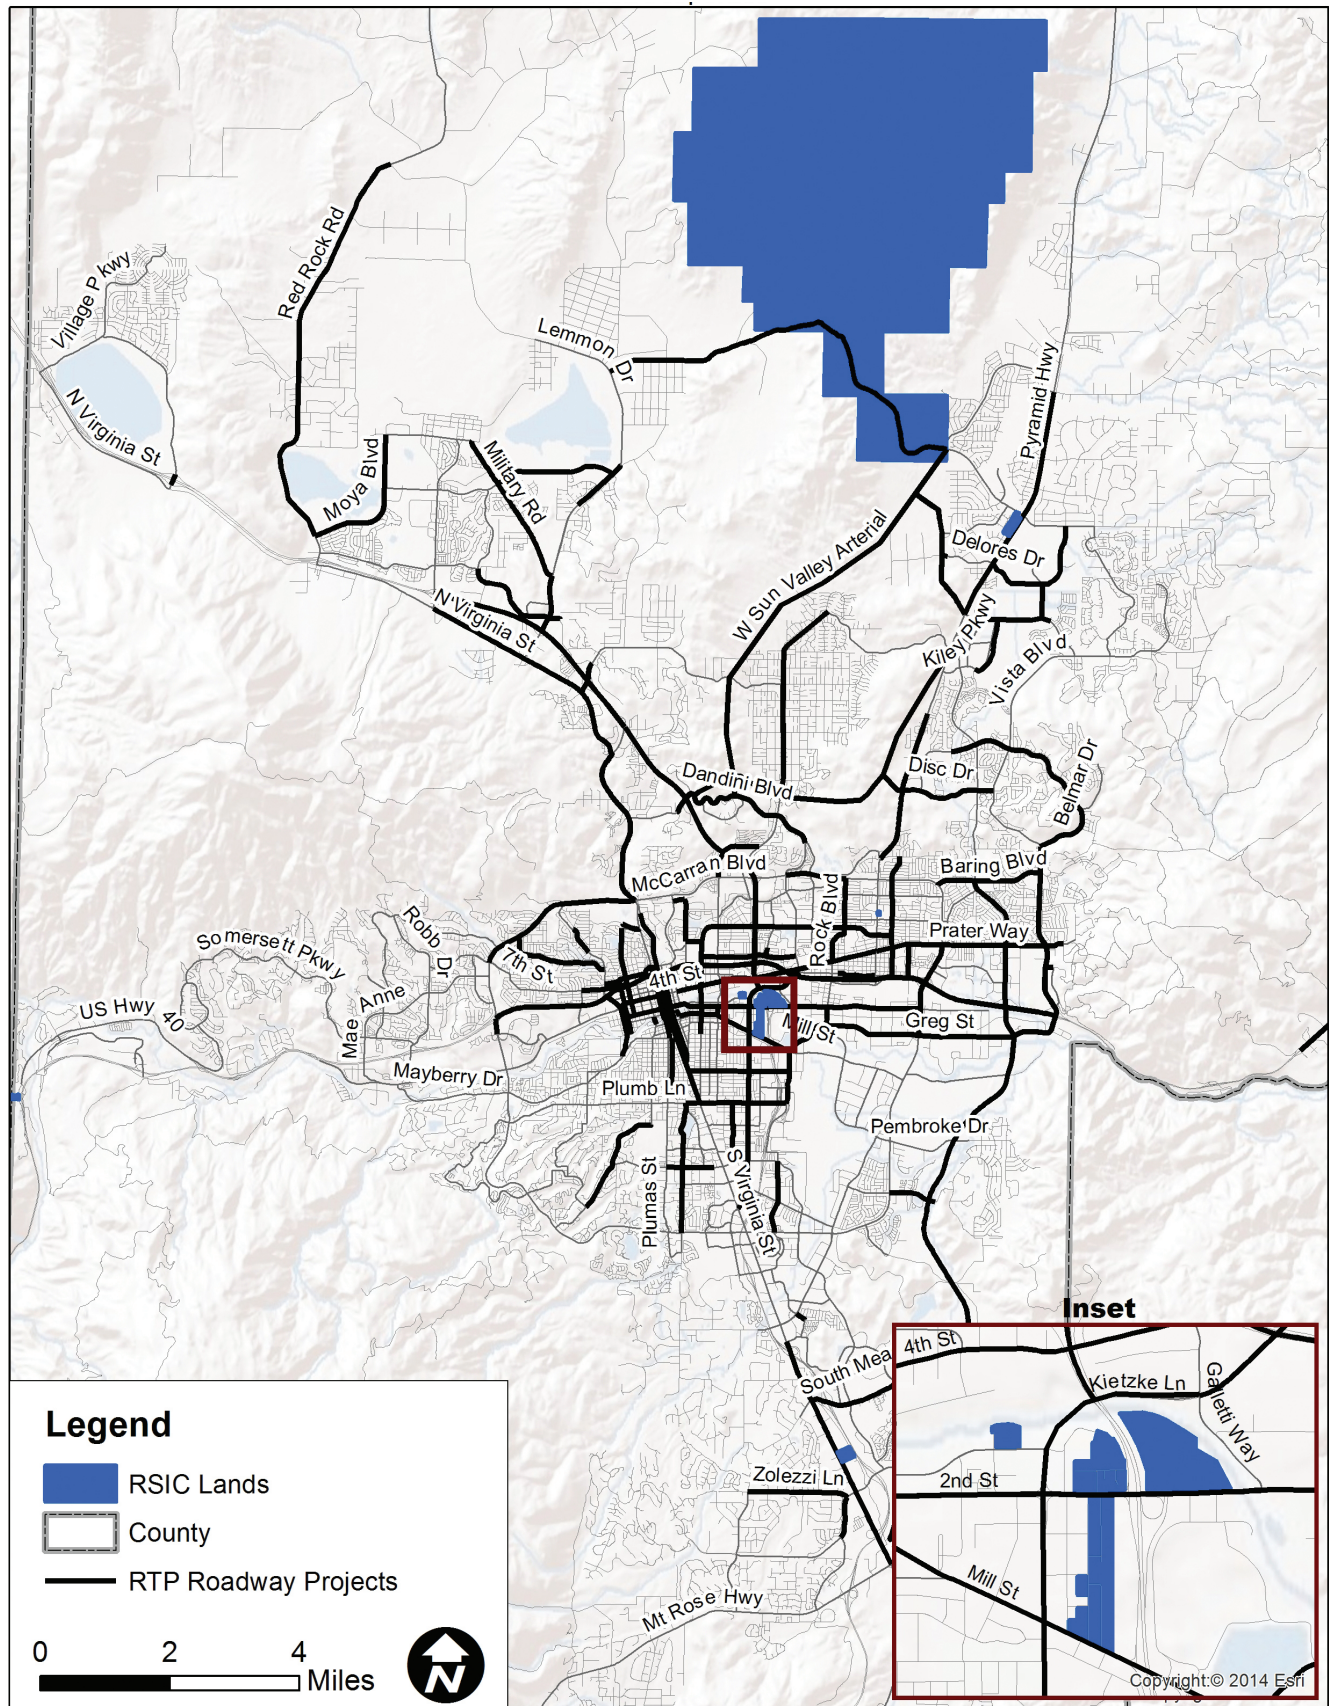 Red Rock Rd
Village Pkwy
Lemmon Dr
Pyramid Hwy
N Virginia St
Moya Blvd
Military Rd
Delores Dr
W Sun Valley Arterial
N Virginia St
Kiley Pkwy
Vista Blvd
Dandini Blvd
Disc Dr
Belmar Dr
McCarran Blvd
Baring Blvd
Rock Blvd
Robb Dr
Somersett Pkwy
7th St
Prater Way
4th St
US Hwy 40
Mae Anne
Mill St
Greg St
Mayberry Dr
Plumb Ln
Pembroke Dr
Plumas St
S Virginia St
Inset
South Mea
4th St
Kietzke Ln
Galletti Way
2nd St
Mill St
Zolezzi Ln
Mt Rose Hwy
Legend
RSIC Lands
County
RTP Roadway Projects
0 2 4
Miles
N
Copyright:© 2014 Esri